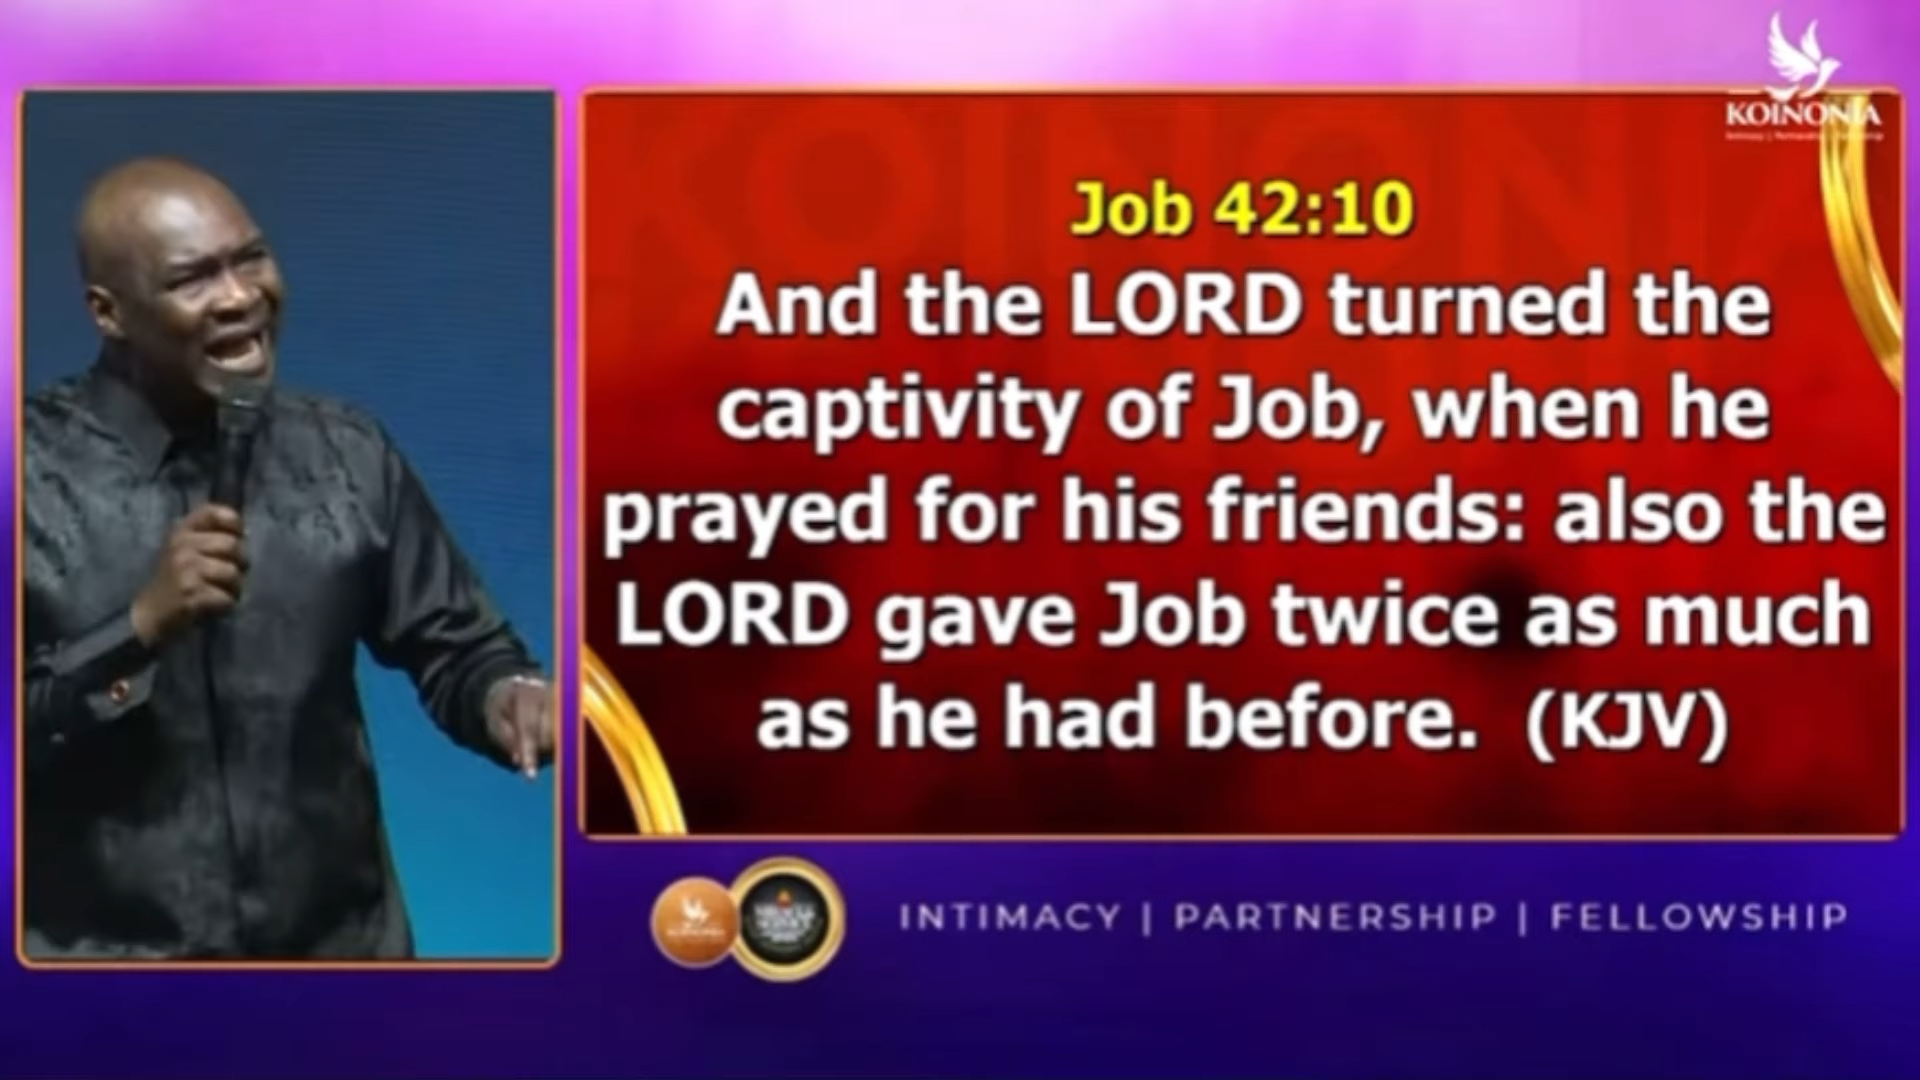 KOINONIA
Job 42:10
And the LORD turned the
captivity of Job, when he
prayed for his friends: also the
LORD gave Job twice as much
as he had before. (KJV)
INTIMACY | PARTNERSHIP | FELLOWSHIP